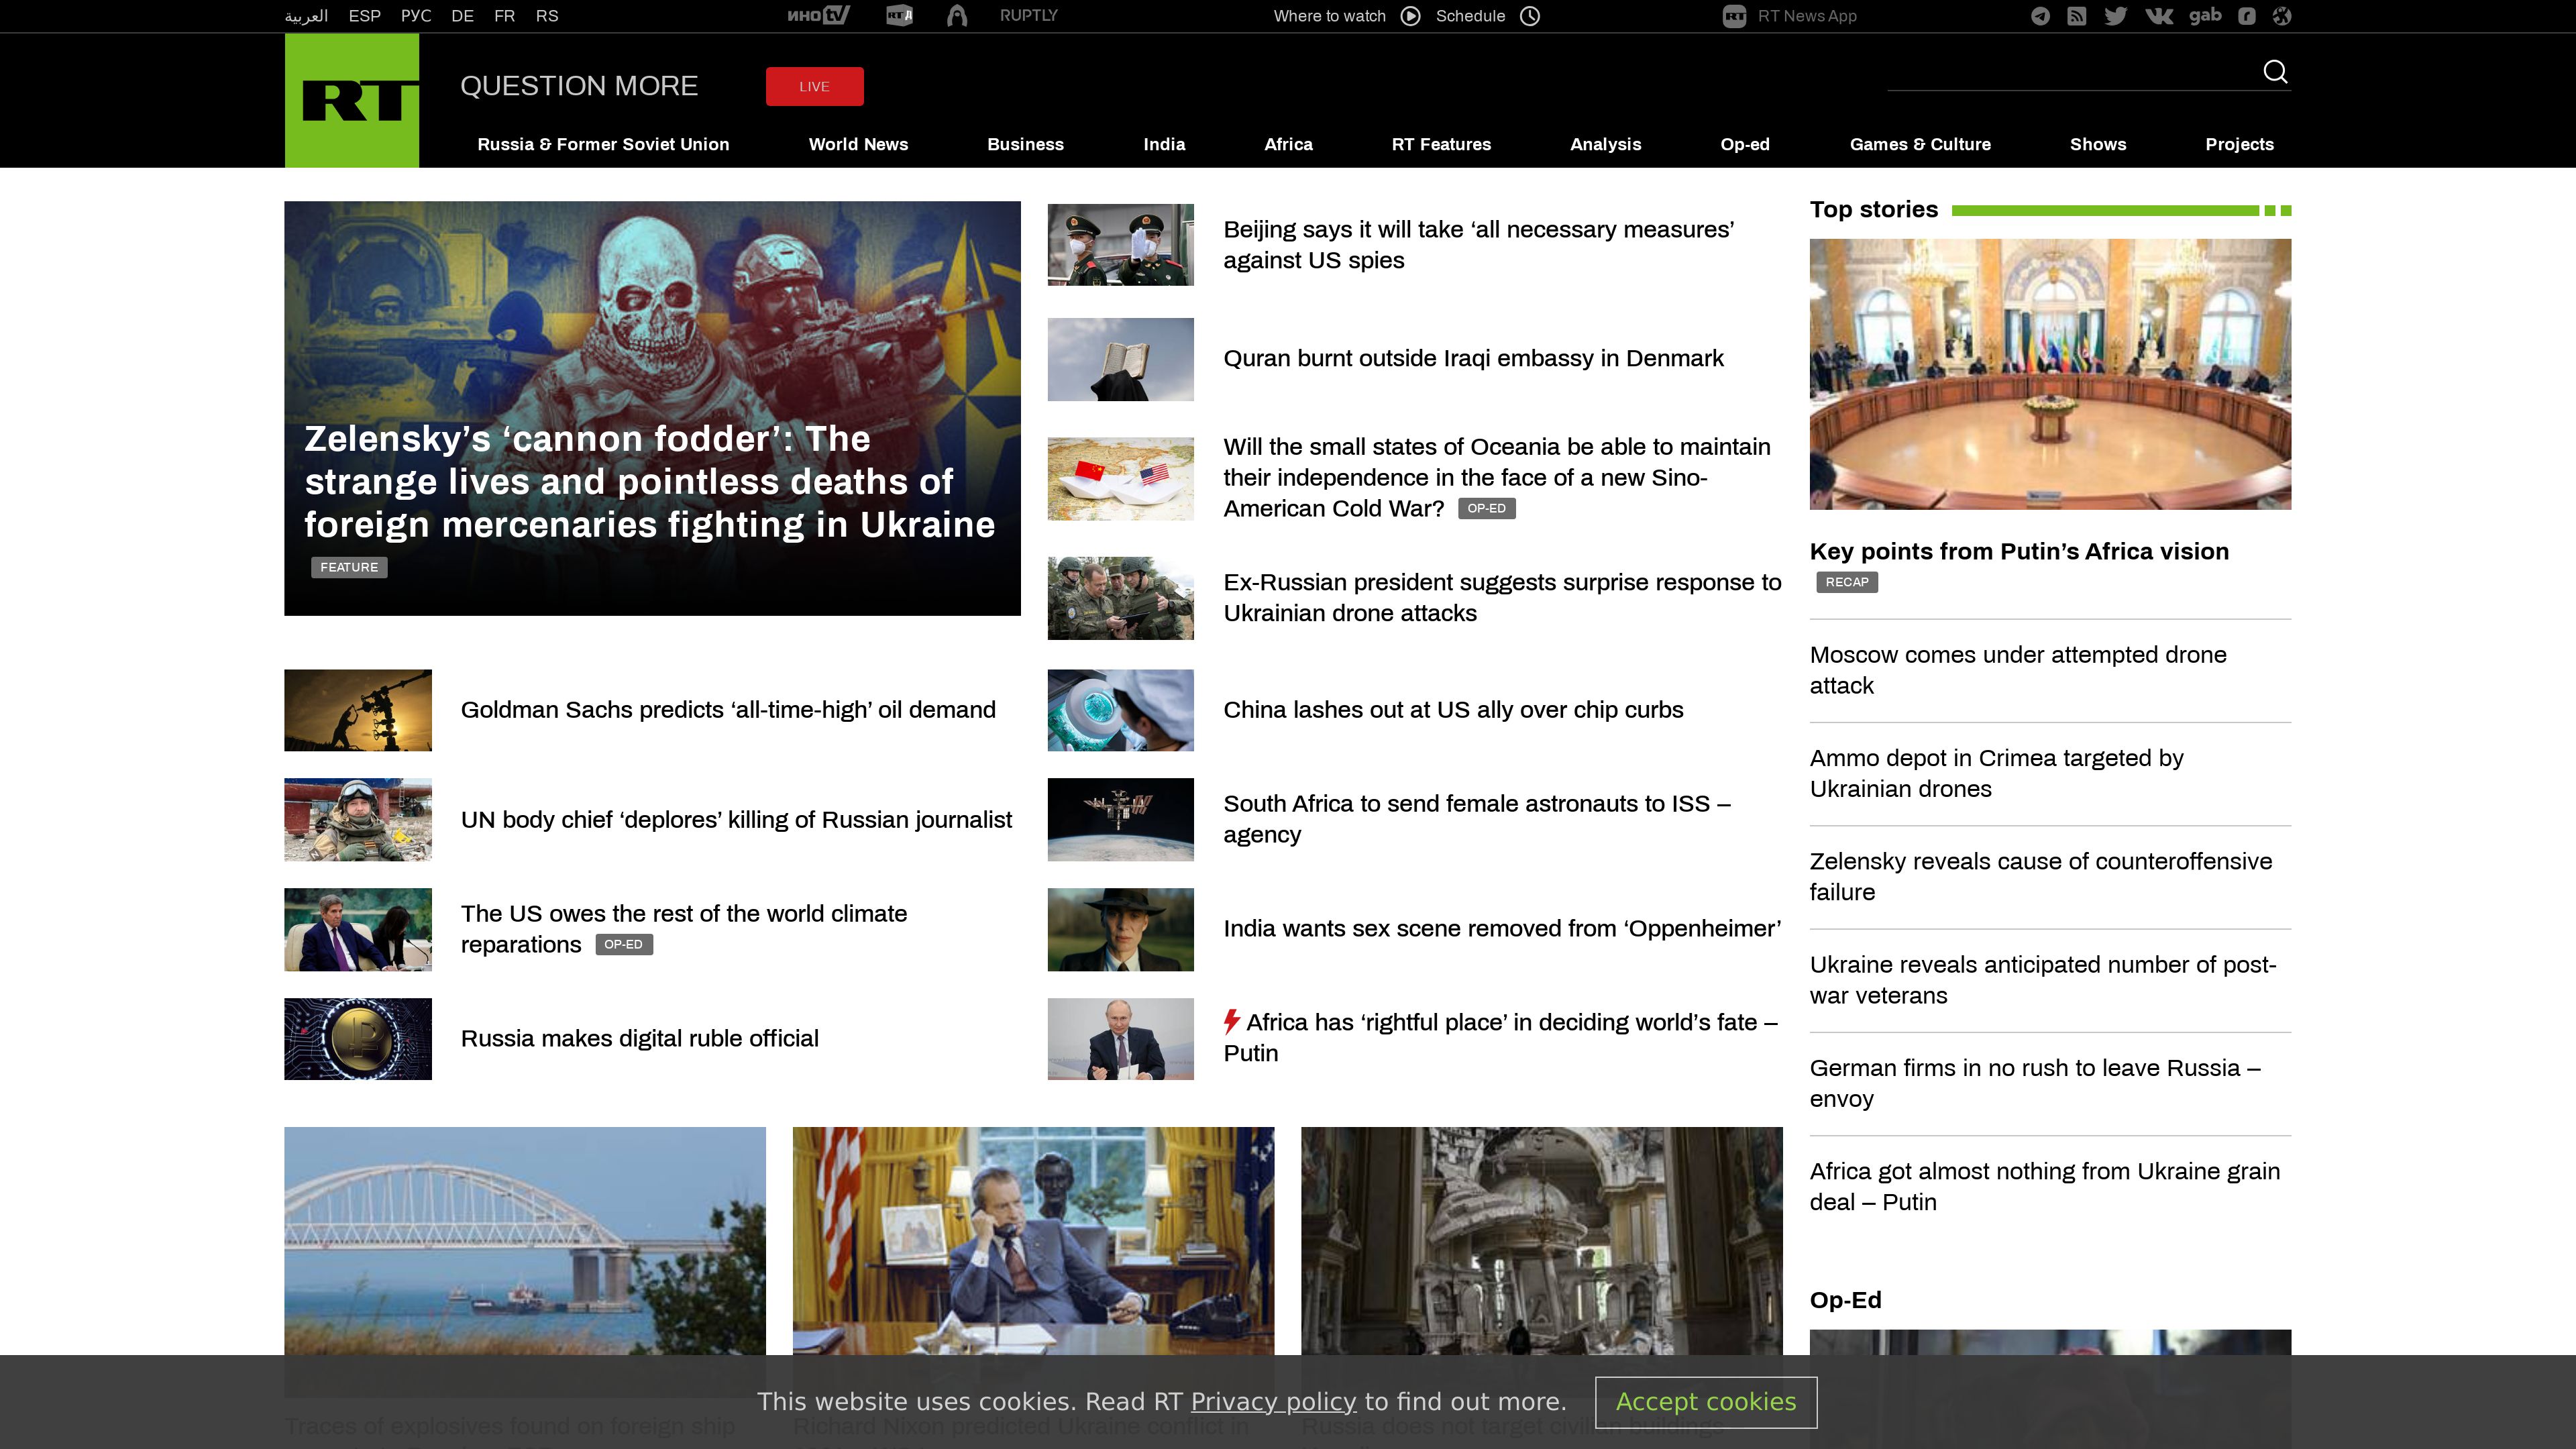 العربية ESP РУС DE FR RS
ИНОtv RT Д RUPTLY
Where to watch Schedule
RT RT News App
gab
RT
QUESTION MORE
LIVE
Russia & Former Soviet Union World News Business India Africa RT Features Analysis Op-ed Games & Culture Shows Projects
Zelensky’s ‘cannon fodder’: The
strange lives and pointless deaths of
foreign mercenaries fighting in Ukraine
FEATURE
Goldman Sachs predicts ‘all-time-high’ oil demand
UN body chief ‘deplores’ killing of Russian journalist
The US owes the rest of the world climate
reparations OP-ED
Russia makes digital ruble official
Beijing says it will take ‘all necessary measures’
against US spies
Quran burnt outside Iraqi embassy in Denmark
Will the small states of Oceania be able to maintain
their independence in the face of a new Sino-
American Cold War? OP-ED
Ex-Russian president suggests surprise response to
Ukrainian drone attacks
China lashes out at US ally over chip curbs
South Africa to send female astronauts to ISS –
agency
India wants sex scene removed from ‘Oppenheimer’
Africa has ‘rightful place’ in deciding world’s fate –
Putin
Top stories
Key points from Putin’s Africa vision
RECAP
Moscow comes under attempted drone
attack
Ammo depot in Crimea targeted by
Ukrainian drones
Zelensky reveals cause of counteroffensive
failure
Ukraine reveals anticipated number of post-
war veterans
German firms in no rush to leave Russia –
envoy
Africa got almost nothing from Ukraine grain
deal – Putin
Op-Ed
Traces of explosives found on foreign ship
Richard Nixon predicted Ukraine conflict in
Russia does not target civilian buildings
This website uses cookies. Read RT Privacy policy to find out more. Accept cookies